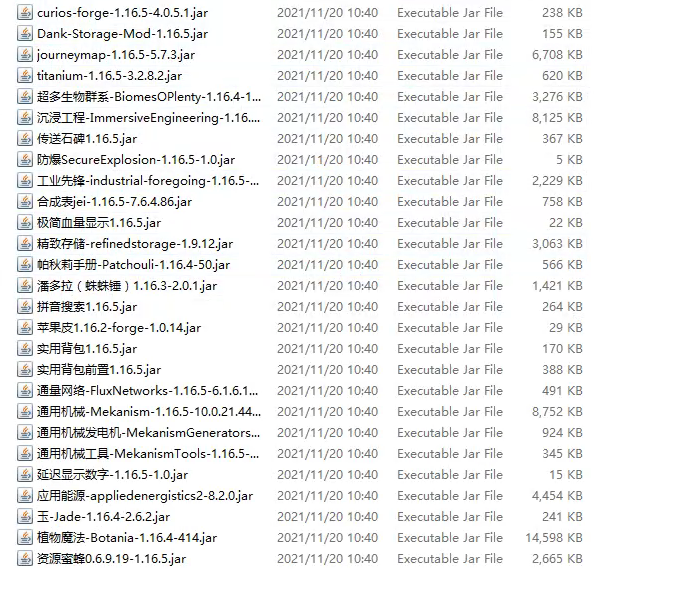 curios-forge-1.16.5-4.0.5.1.jar 2021/11/20 10:40 Executable Jar File 238 KB
Dank-Storage-Mod-1.16.5.jar 2021/11/20 10:40 Executable Jar File 155 KB
journeymap-1.16.5-5.7.3.jar 2021/11/20 10:40 Executable Jar File 6,708 KB
titanium-1.16.5-3.2.8.2.jar 2021/11/20 10:40 Executable Jar File 620 KB
超多生物群系-BiomesOPlenty-1.16.4-1... 2021/11/20 10:40 Executable Jar File 3,276 KB
沉浸工程-ImmersiveEngineering-1.16.... 2021/11/20 10:40 Executable Jar File 8,125 KB
传送石碑1.16.5.jar 2021/11/20 10:40 Executable Jar File 367 KB
防爆SecureExplosion-1.16.5-1.0.jar 2021/11/20 10:40 Executable Jar File 5 KB
工业先锋-industrial-foregoing-1.16.5-... 2021/11/20 10:40 Executable Jar File 2,229 KB
合成表jei-1.16.5-7.6.4.86.jar 2021/11/20 10:40 Executable Jar File 758 KB
极简血量显示1.16.5.jar 2021/11/20 10:40 Executable Jar File 22 KB
精致存储-refinedstorage-1.9.12.jar 2021/11/20 10:40 Executable Jar File 3,063 KB
帕秋莉手册-Patchouli-1.16.4-50.jar 2021/11/20 10:40 Executable Jar File 566 KB
潘多拉（蛛蛛锤）1.16.3-2.0.1.jar 2021/11/20 10:40 Executable Jar File 1,421 KB
拼音搜索1.16.5.jar 2021/11/20 10:40 Executable Jar File 264 KB
苹果皮1.16.2-forge-1.0.14.jar 2021/11/20 10:40 Executable Jar File 29 KB
实用背包1.16.5.jar 2021/11/20 10:40 Executable Jar File 170 KB
实用背包前置1.16.5.jar 2021/11/20 10:40 Executable Jar File 388 KB
通量网络-FluxNetworks-1.16.5-6.1.6.1... 2021/11/20 10:40 Executable Jar File 491 KB
通用机械-Mekanism-1.16.5-10.0.21.44... 2021/11/20 10:40 Executable Jar File 8,752 KB
通用机械发电机-MekanismGenerators... 2021/11/20 10:40 Executable Jar File 924 KB
通用机械工具-MekanismTools-1.16.5-... 2021/11/20 10:40 Executable Jar File 345 KB
延迟显示数字-1.16.5-1.0.jar 2021/11/20 10:40 Executable Jar File 15 KB
应用能源-appliedenergistics2-8.2.0.jar 2021/11/20 10:40 Executable Jar File 4,454 KB
玉-Jade-1.16.4-2.6.2.jar 2021/11/20 10:40 Executable Jar File 241 KB
植物魔法-Botania-1.16.4-414.jar 2021/11/20 10:40 Executable Jar File 14,598 KB
资源蜜蜂0.6.9.19-1.16.5.jar 2021/11/20 10:40 Executable Jar File 2,665 KB